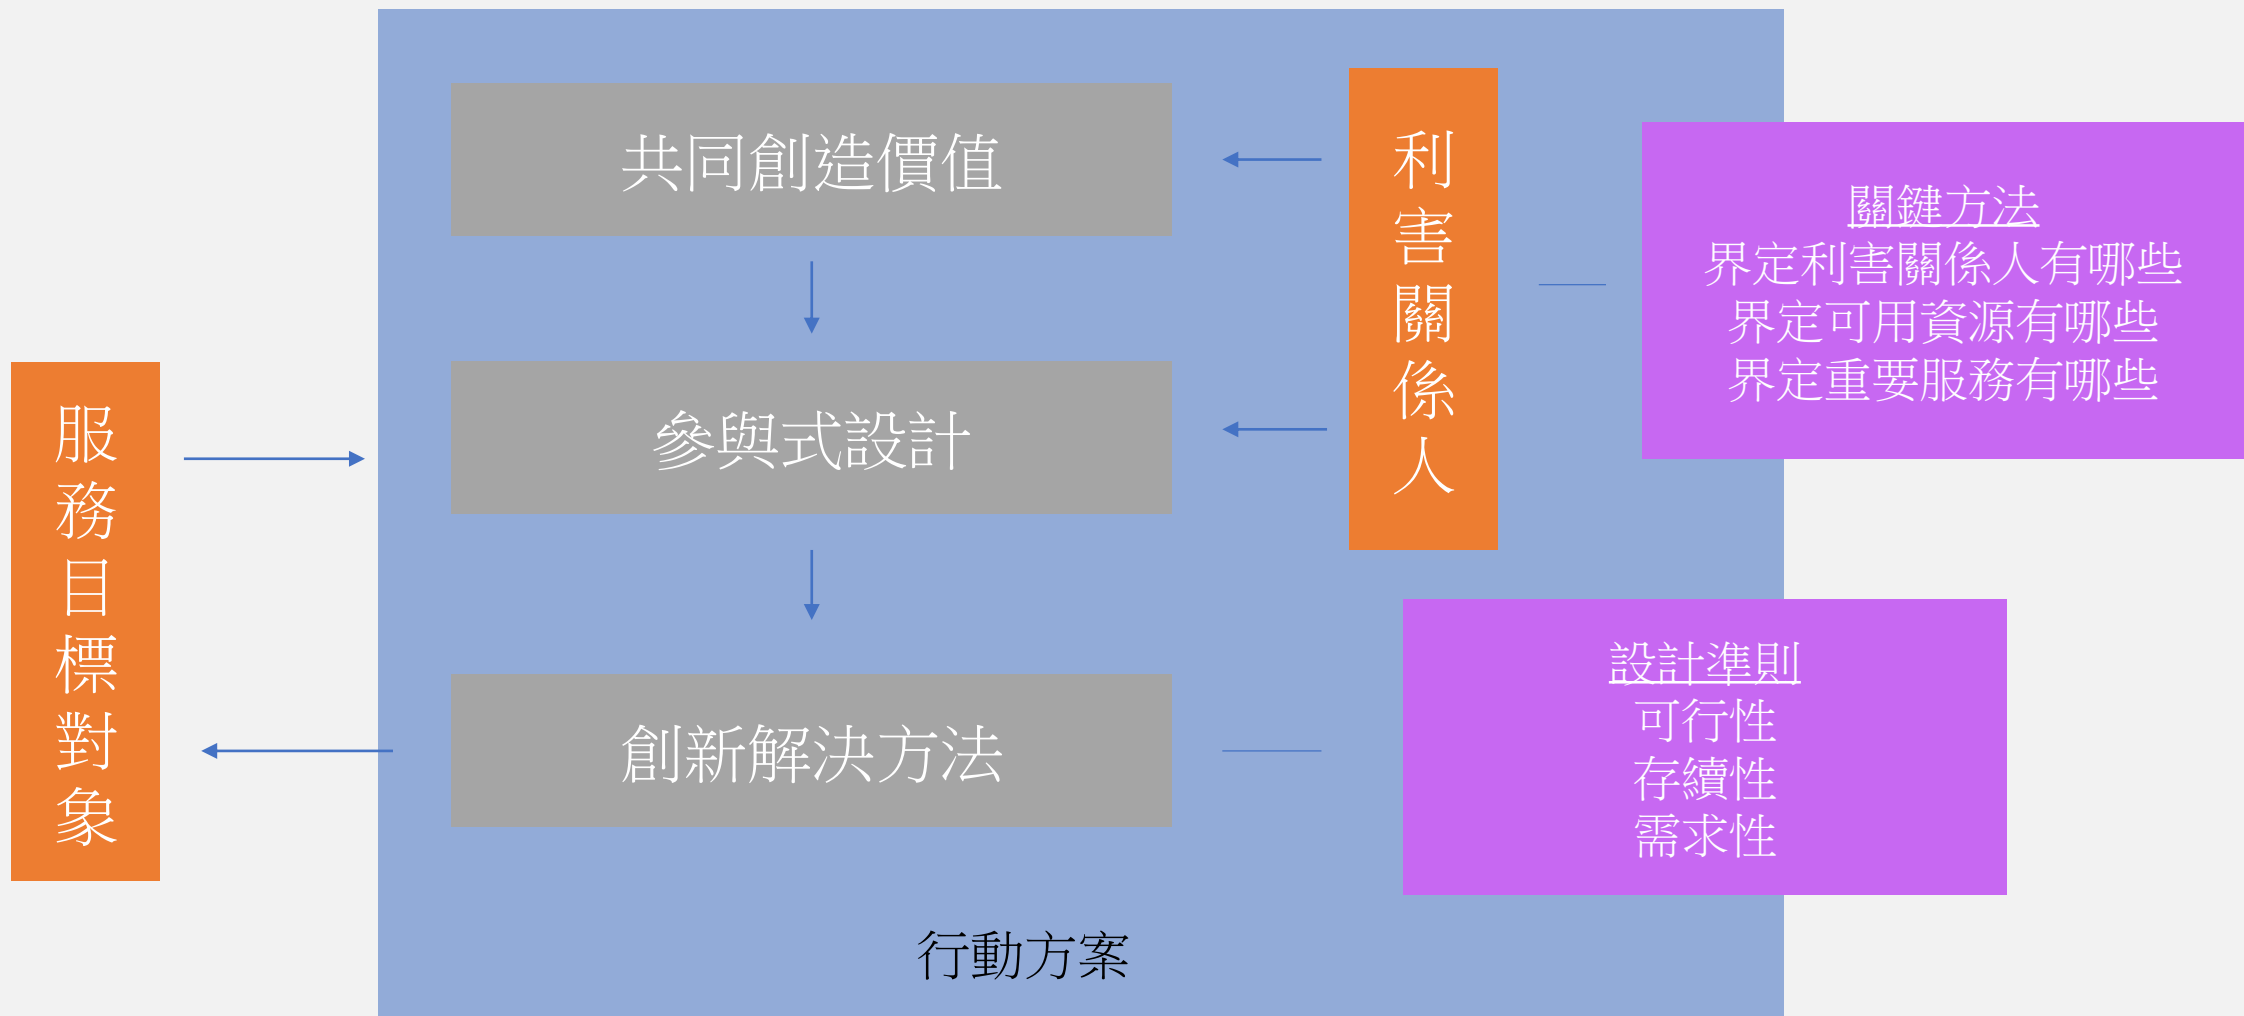 共同創造價值
利害關係人
關鍵方法
界定利害關係人有哪些
界定可用資源有哪些
界定重要服務有哪些
服務目標對象
參與式設計
創新解決方法
設計準則
可行性
存續性
需求性
行動方案